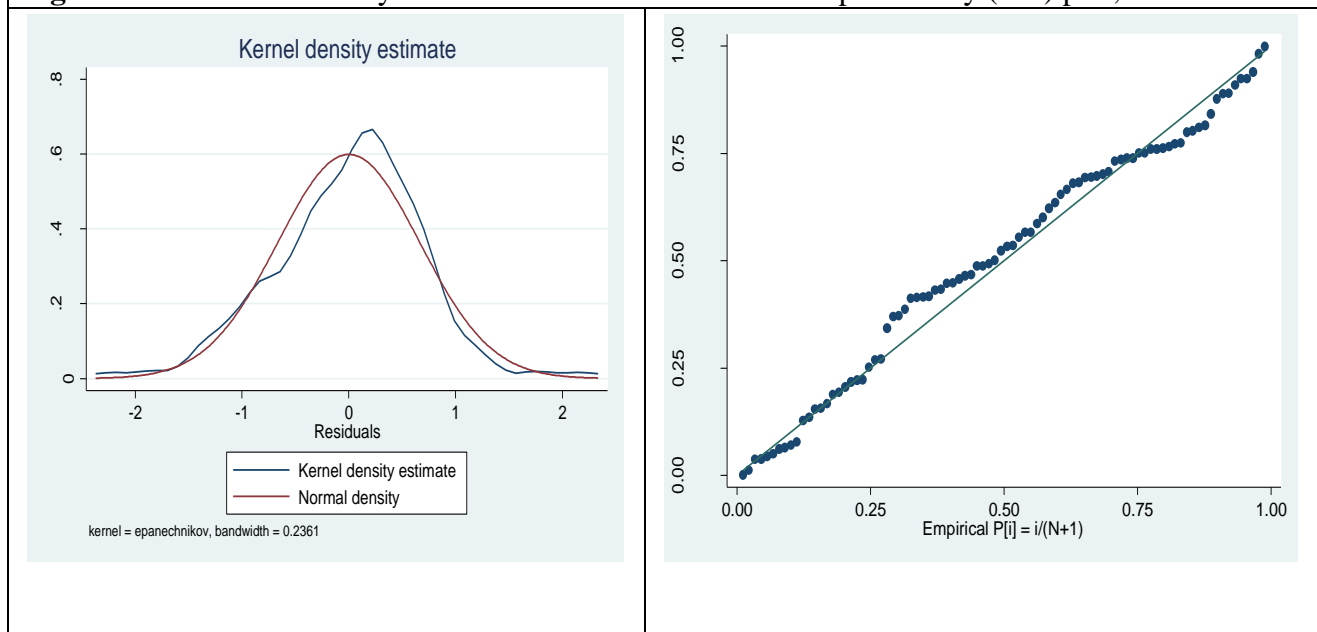 Kernel density estimate
.8
.6
.4
.2
0
-2 -1 0 1 2
Residuals
Kernel density estimate
Normal density
kernel = epanechnikov, bandwidth = 0.2361
1.00
0.75
0.50
0.25
0.00
0.00 0.25 0.50 0.75 1.00
Empirical P[i] = i/(N+1)